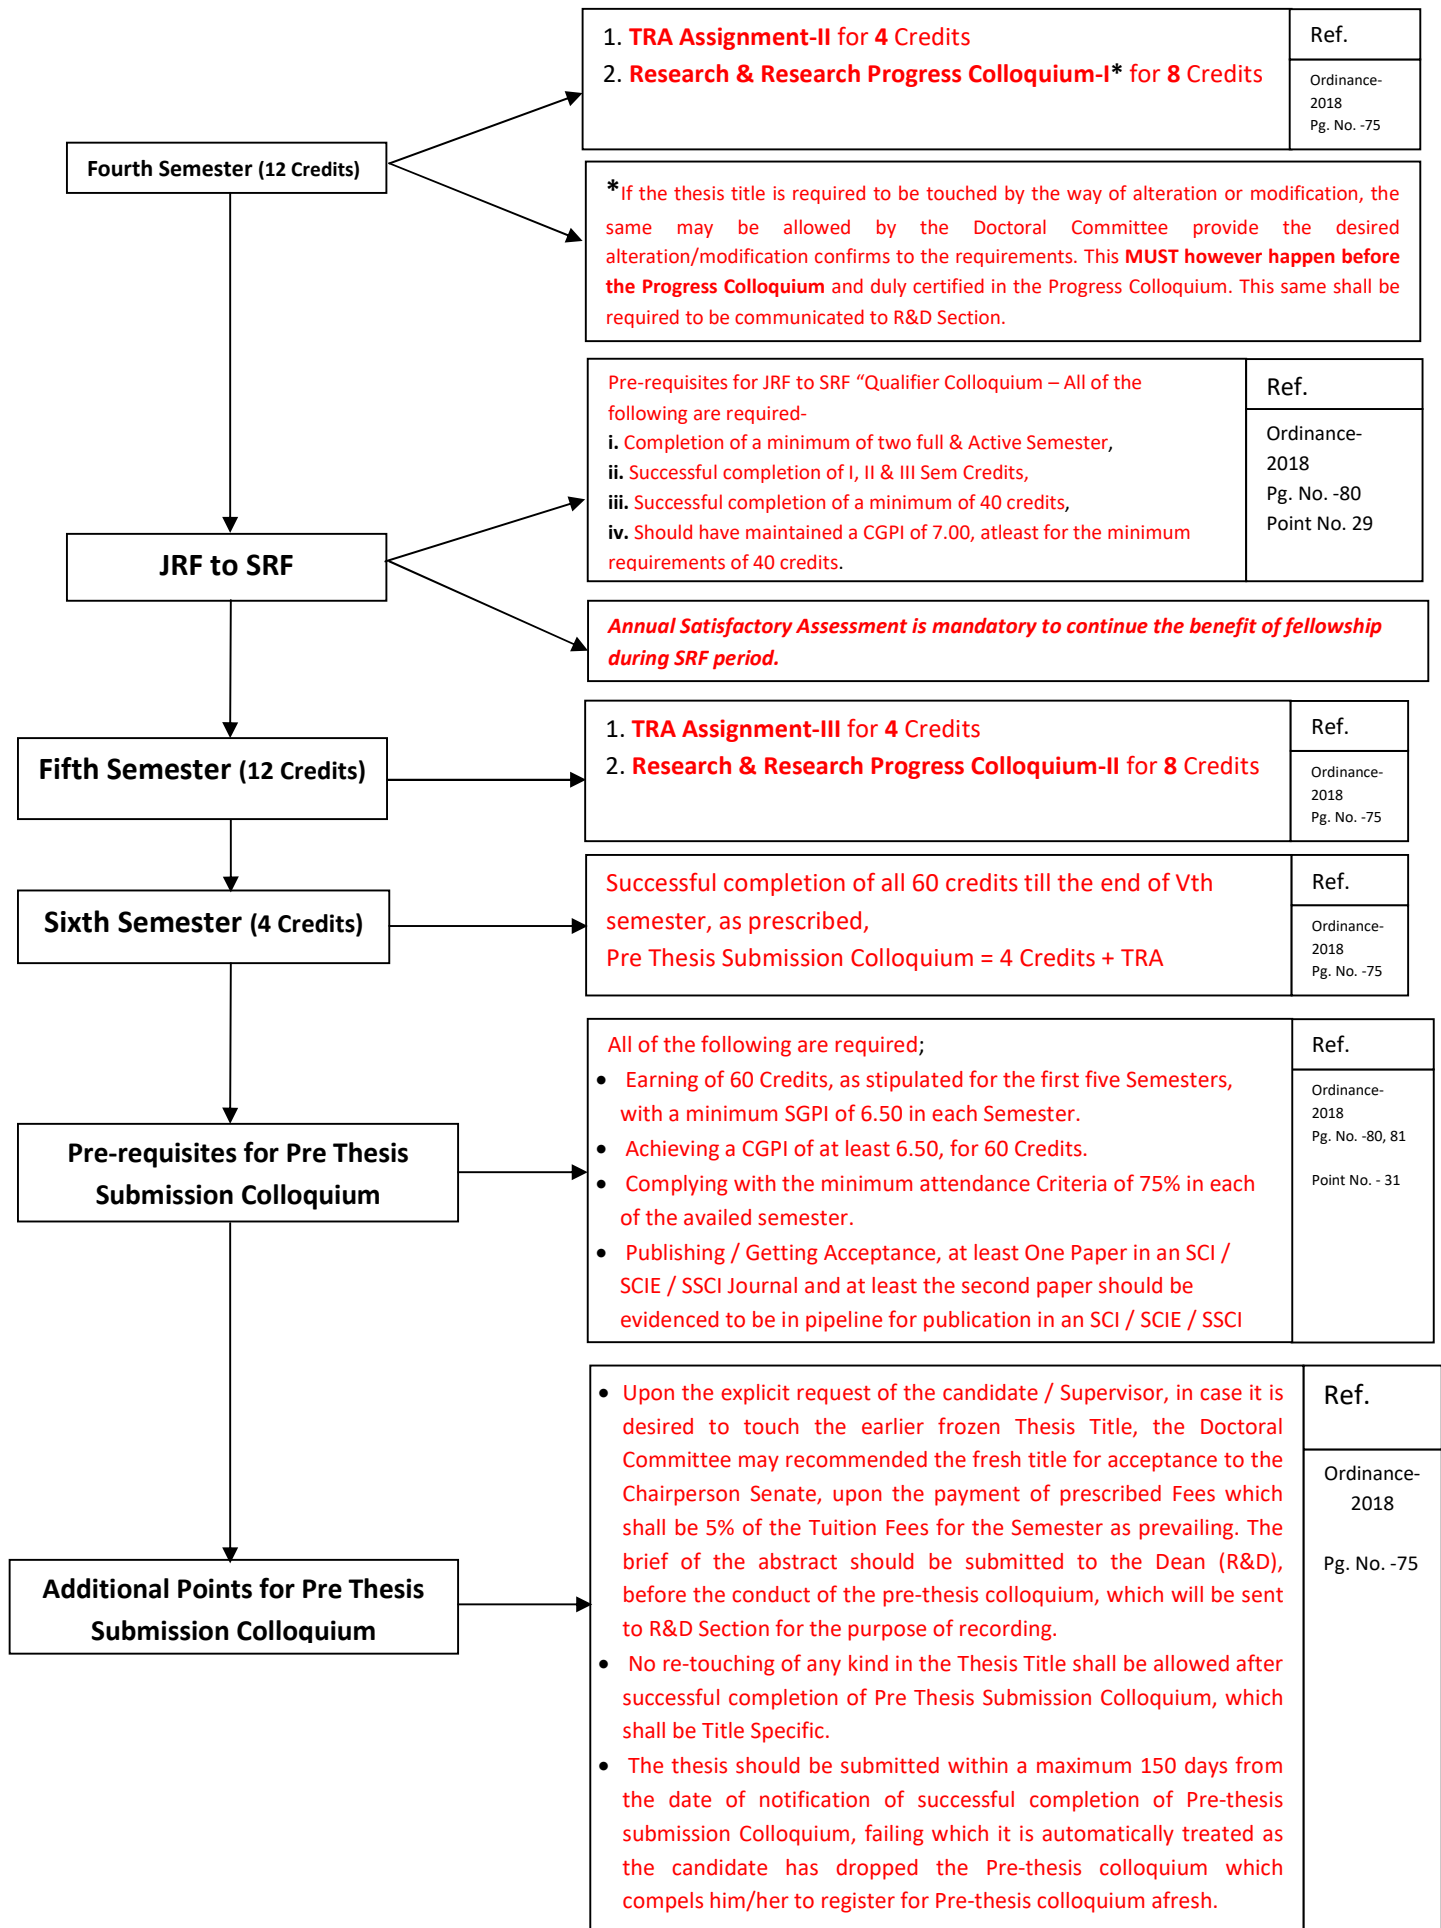 1. TRA Assignment-II for 4 Credits
2. Research & Research Progress Colloquium-I* for 8 Credits
Ref.
Ordinance-
2018
Pg. No. -75
Fourth Semester (12 Credits)
*If the thesis title is required to be touched by the way of alteration or modification, the
same may be allowed by the Doctoral Committee provide the desired
alteration/modification confirms to the requirements. This MUST however happen before
the Progress Colloquium and duly certified in the Progress Colloquium. This same shall be
required to be communicated to R&D Section.
Pre-requisites for JRF to SRF “Qualifier Colloquium – All of the
following are required-
i. Completion of a minimum of two full & Active Semester,
ii. Successful completion of I, II & III Sem Credits,
iii. Successful completion of a minimum of 40 credits,
iv. Should have maintained a CGPI of 7.00, atleast for the minimum
requirements of 40 credits.
Ref.
Ordinance-
2018
Pg. No. -80
Point No. 29
JRF to SRF
Annual Satisfactory Assessment is mandatory to continue the benefit of fellowship
during SRF period.
1. TRA Assignment-III for 4 Credits
2. Research & Research Progress Colloquium-II for 8 Credits
Ref.
Ordinance-
2018
Pg. No. -75
Fifth Semester (12 Credits)
Successful completion of all 60 credits till the end of Vth
semester, as prescribed,
Pre Thesis Submission Colloquium = 4 Credits + TRA
Ref.
Ordinance-
2018
Pg. No. -75
Sixth Semester (4 Credits)
All of the following are required;
• Earning of 60 Credits, as stipulated for the first five Semesters,
with a minimum SGPI of 6.50 in each Semester.
• Achieving a CGPI of at least 6.50, for 60 Credits.
• Complying with the minimum attendance Criteria of 75% in each
of the availed semester.
• Publishing / Getting Acceptance, at least One Paper in an SCI /
SCIE / SSCI Journal and at least the second paper should be
evidenced to be in pipeline for publication in an SCI / SCIE / SSCI
Ref.
Ordinance-
2018
Pg. No. -80, 81
Point No. - 31
Pre-requisites for Pre Thesis
Submission Colloquium
• Upon the explicit request of the candidate / Supervisor, in case it is
desired to touch the earlier frozen Thesis Title, the Doctoral
Committee may recommended the fresh title for acceptance to the
Chairperson Senate, upon the payment of prescribed Fees which
shall be 5% of the Tuition Fees for the Semester as prevailing. The
brief of the abstract should be submitted to the Dean (R&D),
before the conduct of the pre-thesis colloquium, which will be sent
to R&D Section for the purpose of recording.
• No re-touching of any kind in the Thesis Title shall be allowed after
successful completion of Pre Thesis Submission Colloquium, which
shall be Title Specific.
• The thesis should be submitted within a maximum 150 days from
the date of notification of successful completion of Pre-thesis
submission Colloquium, failing which it is automatically treated as
the candidate has dropped the Pre-thesis colloquium which
compels him/her to register for Pre-thesis colloquium afresh.
Ref.
Ordinance-
2018
Pg. No. -75
Additional Points for Pre Thesis
Submission Colloquium